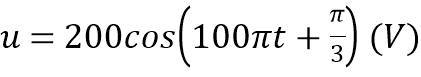 u = 200cos(100πt + π/3) (V)